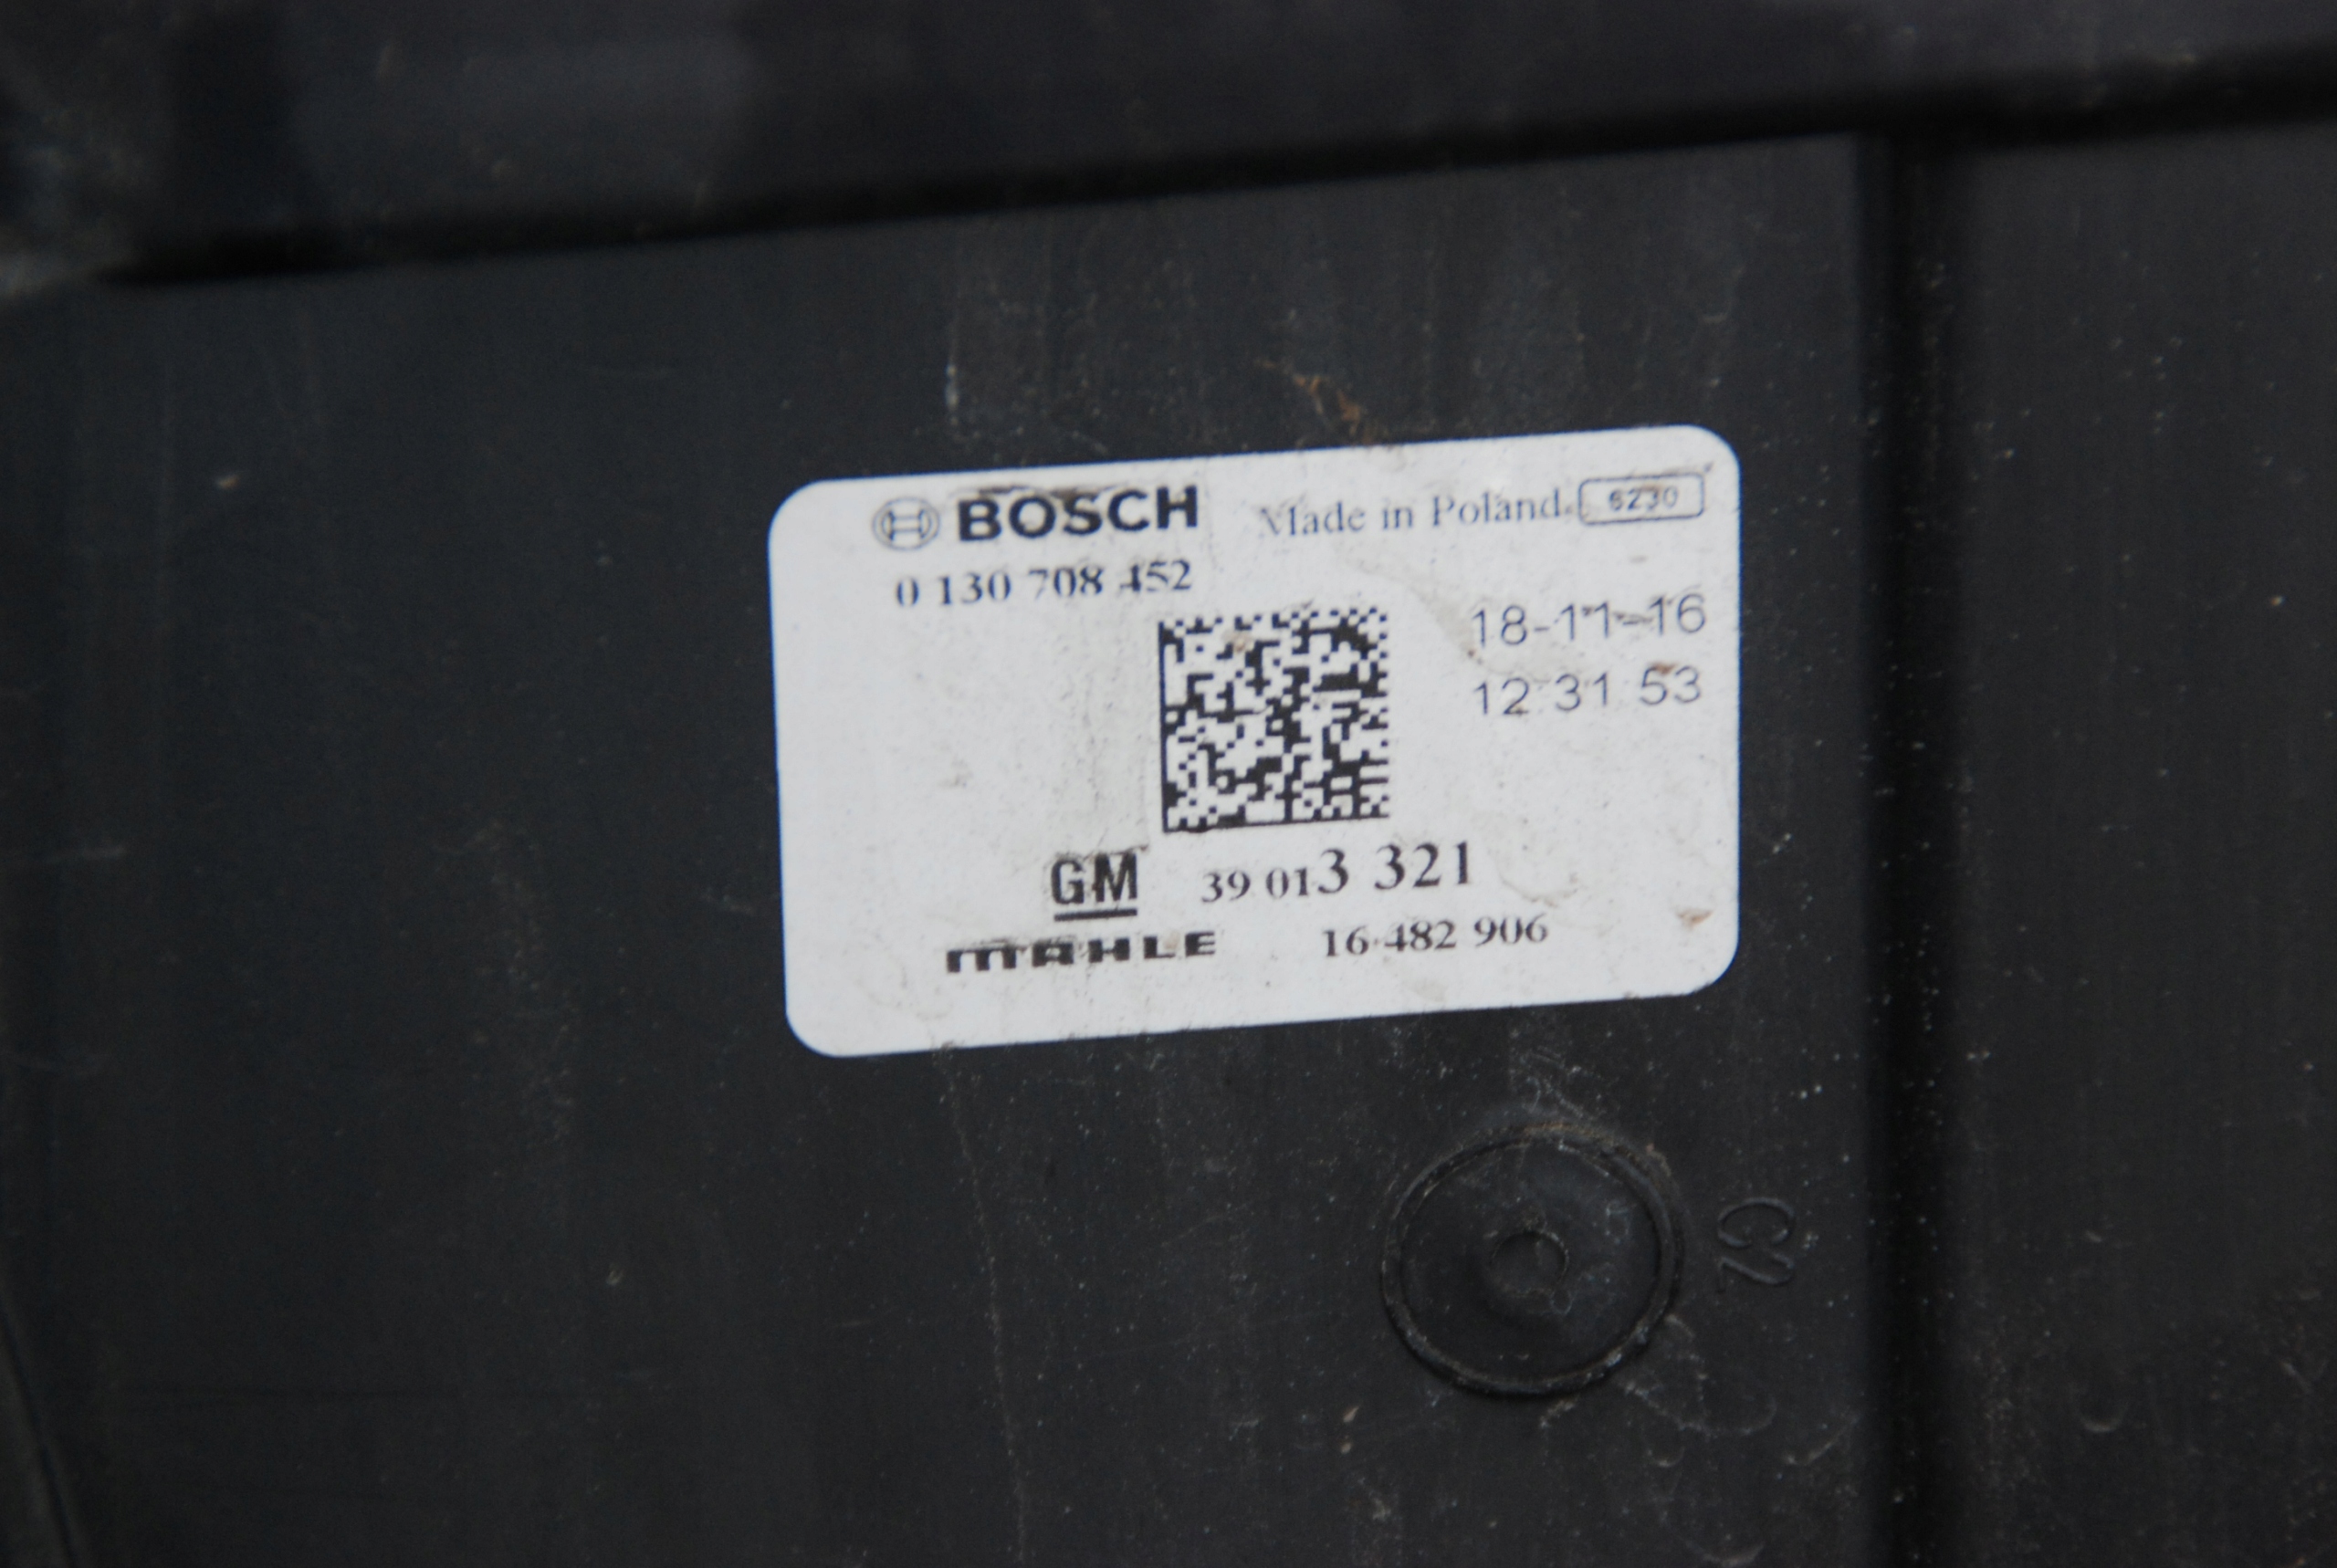 BOSCH Made in Poland. 6230
0 130 708 452
18-11-16
12:31:53
GM 39 013 321
MAHLE 16 482 906
C2